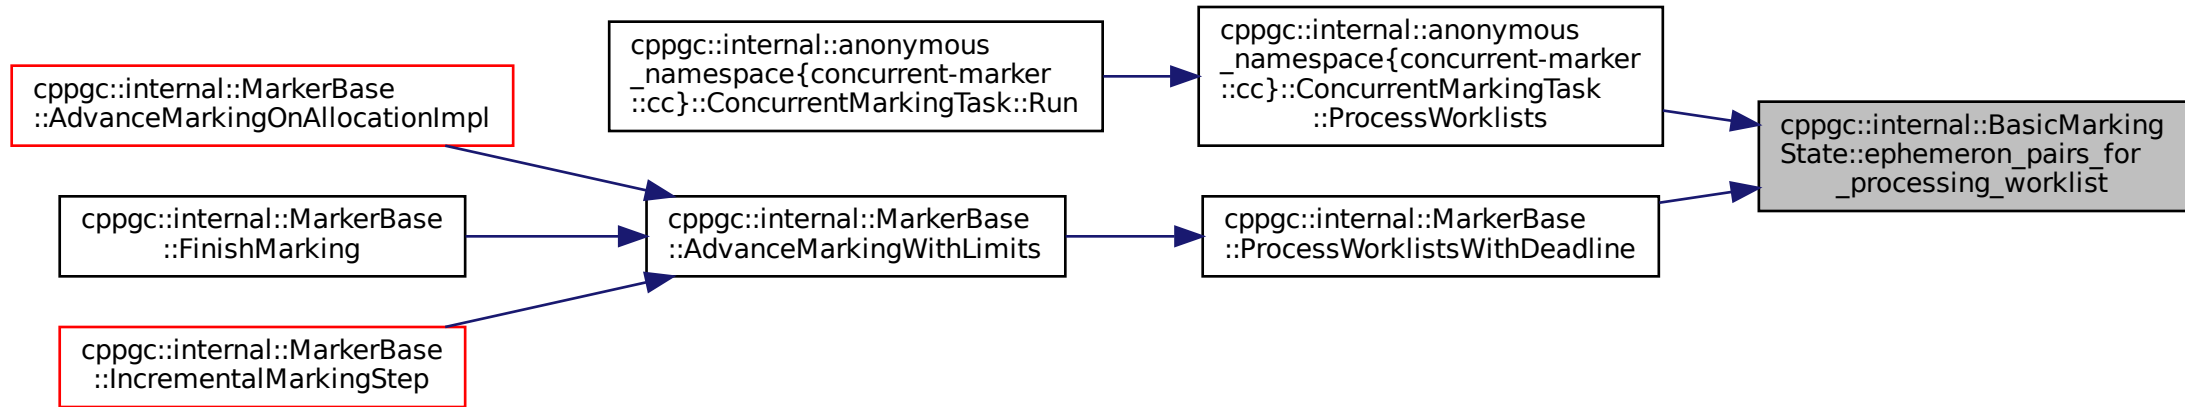 cppgc::internal::MarkerBase
::AdvanceMarkingOnAllocationImpl
cppgc::internal::MarkerBase
::FinishMarking
cppgc::internal::MarkerBase
::IncrementalMarkingStep
cppgc::internal::anonymous
_namespace{concurrent-marker
::cc}::ConcurrentMarkingTask::Run
cppgc::internal::MarkerBase
::AdvanceMarkingWithLimits
cppgc::internal::anonymous
_namespace{concurrent-marker
::cc}::ConcurrentMarkingTask
::ProcessWorklists
cppgc::internal::MarkerBase
::ProcessWorklistsWithDeadline
cppgc::internal::BasicMarking
State::ephemeron_pairs_for
_processing_worklist